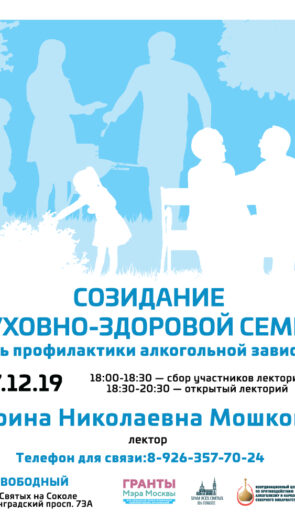 СОЗИДАНИЕ
УХОВНО-ЗДОРОВОЙ СЕМ
ь профилактики алкогольной завис
7.12.19
18:00-18:30 — сбор участников лектори
18:30-20:30 — открытый лекторий
рина Николаевна Мошко
лектор
Телефон для связи:8-926-357-70-24
ВОБОДНЫЙ
Святых на Соколе
нградский просп. 73А
ГРАНТЫ
Мэра Москвы